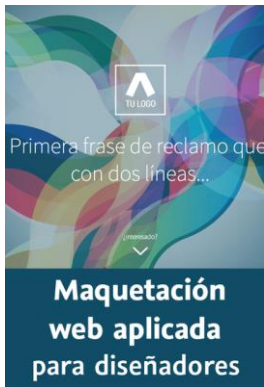 TU LOGO
Primera frase de reclamo que
con dos líneas...
¿Interesado?
Maquetación
web aplicada
para diseñadores